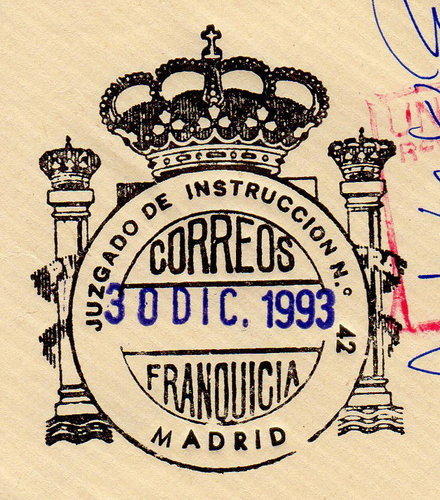 JUZGADO DE INSTRUCCION N.º 42
CORREOS
30 DIC. 1993
FRANQUICIA
MADRID